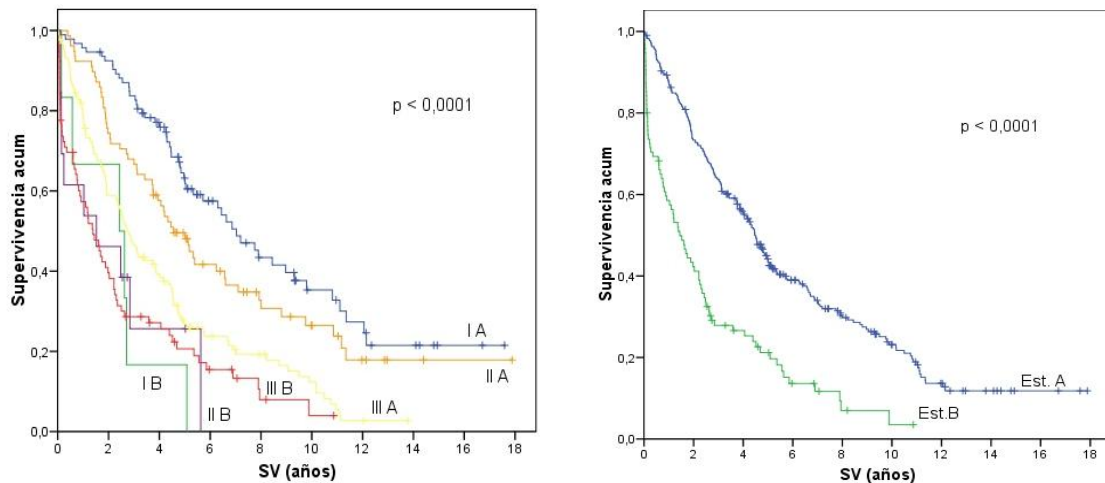 1,0
0,8
0,6
0,4
0,2
0,0
Supervivencia acum
p < 0,0001
I A
II A
III B
I B
II B
III A
0 2 4 6 8 10 12 14 16 18
SV (años)
1,0
0,8
0,6
0,4
0,2
0,0
Supervivencia acum
p < 0,0001
Est. A
Est.B
0 2 4 6 8 10 12 14 16 18
SV (años)